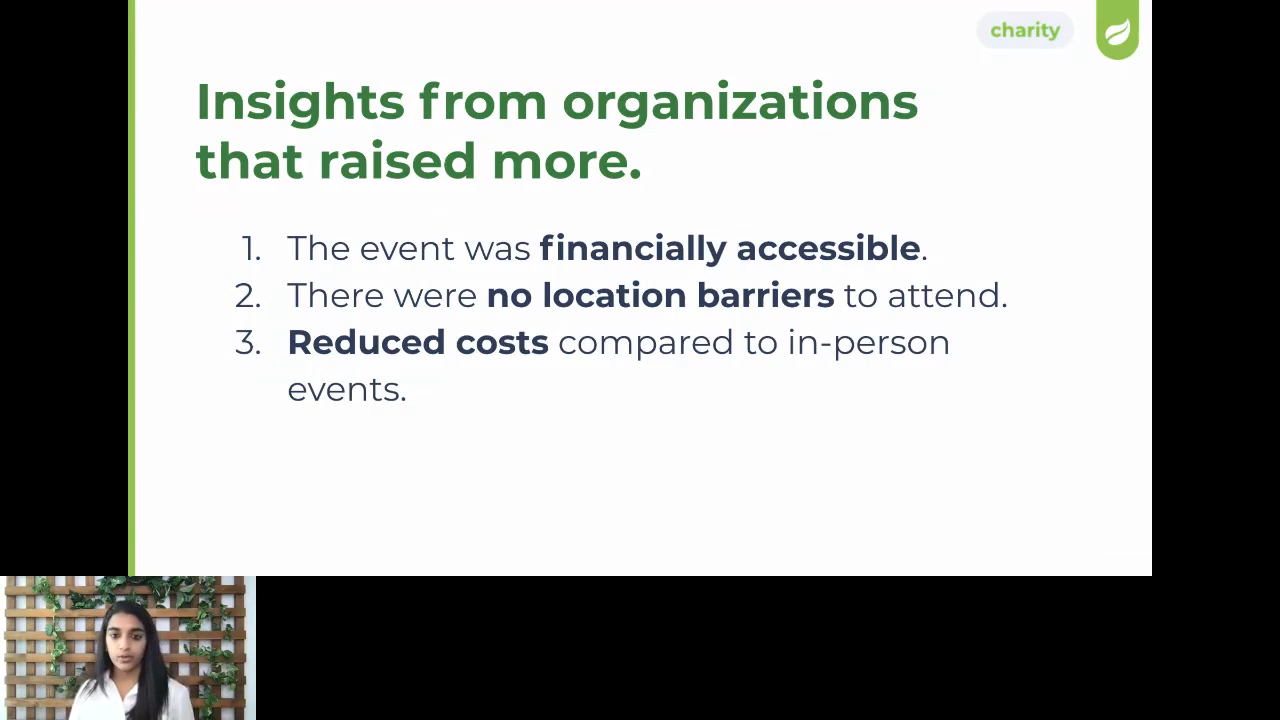 charity
Insights from organizations
that raised more.
1. The event was financially accessible.
2. There were no location barriers to attend.
3. Reduced costs compared to in-person
events.